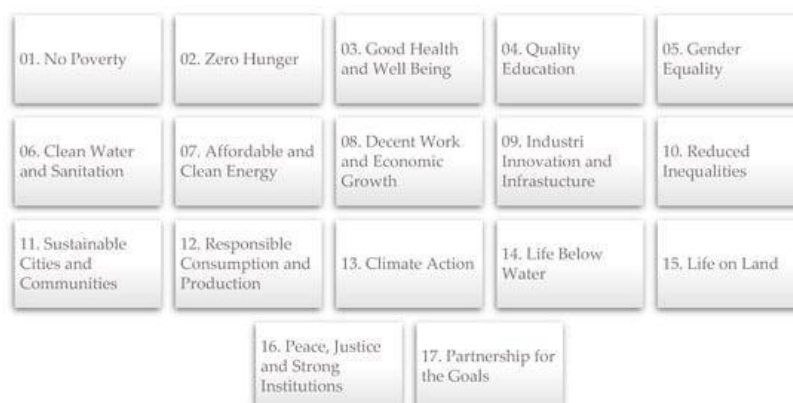 01. No Poverty
02. Zero Hunger
03. Good Health
and Well Being
04. Quality
Education
05. Gender
Equality
06. Clean Water
and Sanitation
07. Affordable and
Clean Energy
08. Decent Work
and Economic
Growth
09. Industri
Innovation and
Infrastucture
10. Reduced
Inequalities
11. Sustainable
Cities and
Communities
12. Responsible
Consumption and
Production
13. Climate Action
14. Life Below
Water
15. Life on Land
16. Peace, Justice
and Strong
Institutions
17. Partnership for
the Goals